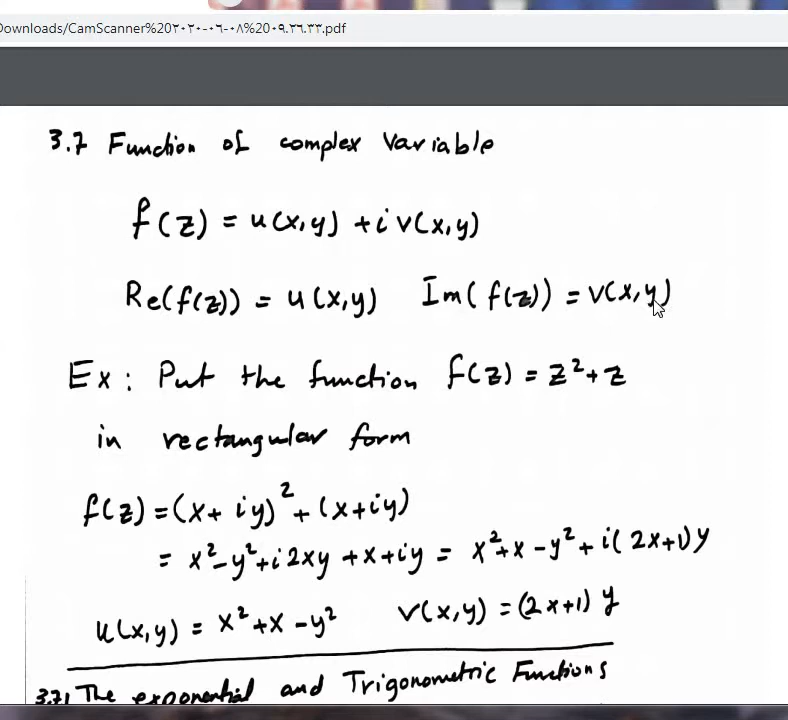 Downloads/CamScanner%20٢٠٢٠-٠٦-٠٨%20٠٩.٢٦.٣٣.pdf
3.7 Function of complex variable
f(z) = u(x,y) + i v(x,y)
Re(f(z)) = u(x,y) Im(f(z)) = v(x,y)
Ex: Put the function f(z) = z²+z
in rectangular form
f(z) = (x+iy)² + (x+iy)
= x²-y²+i2xy+x+iy = x²+x-y²+i(2x+1)y
u(x,y) = x²+x-y² v(x,y) = (2x+1) y
3.7.1 The exponential and Trigonometric Functions